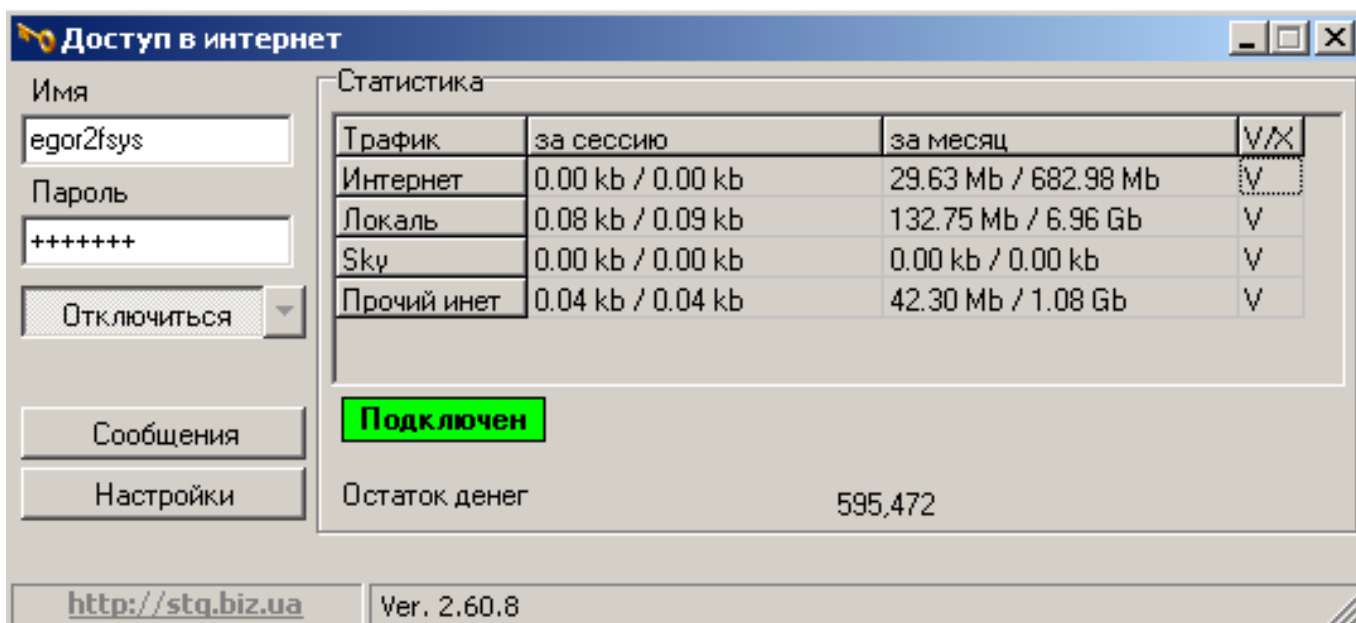 Доступ в интернет
Имя
egor2fsys
Пароль
+++++++
Отключиться
Сообщения
Настройки
Статистика
Трафик за сессию за месяц V/X
Интернет 0.00 kb / 0.00 kb 29.63 Mb / 682.98 Mb V
Локаль 0.08 kb / 0.09 kb 132.75 Mb / 6.96 Gb V
Sky 0.00 kb / 0.00 kb 0.00 kb / 0.00 kb V
Прочий инет 0.04 kb / 0.04 kb 42.30 Mb / 1.08 Gb V
Подключен
Остаток денег 595,472
http://stg.biz.ua Ver. 2.60.8